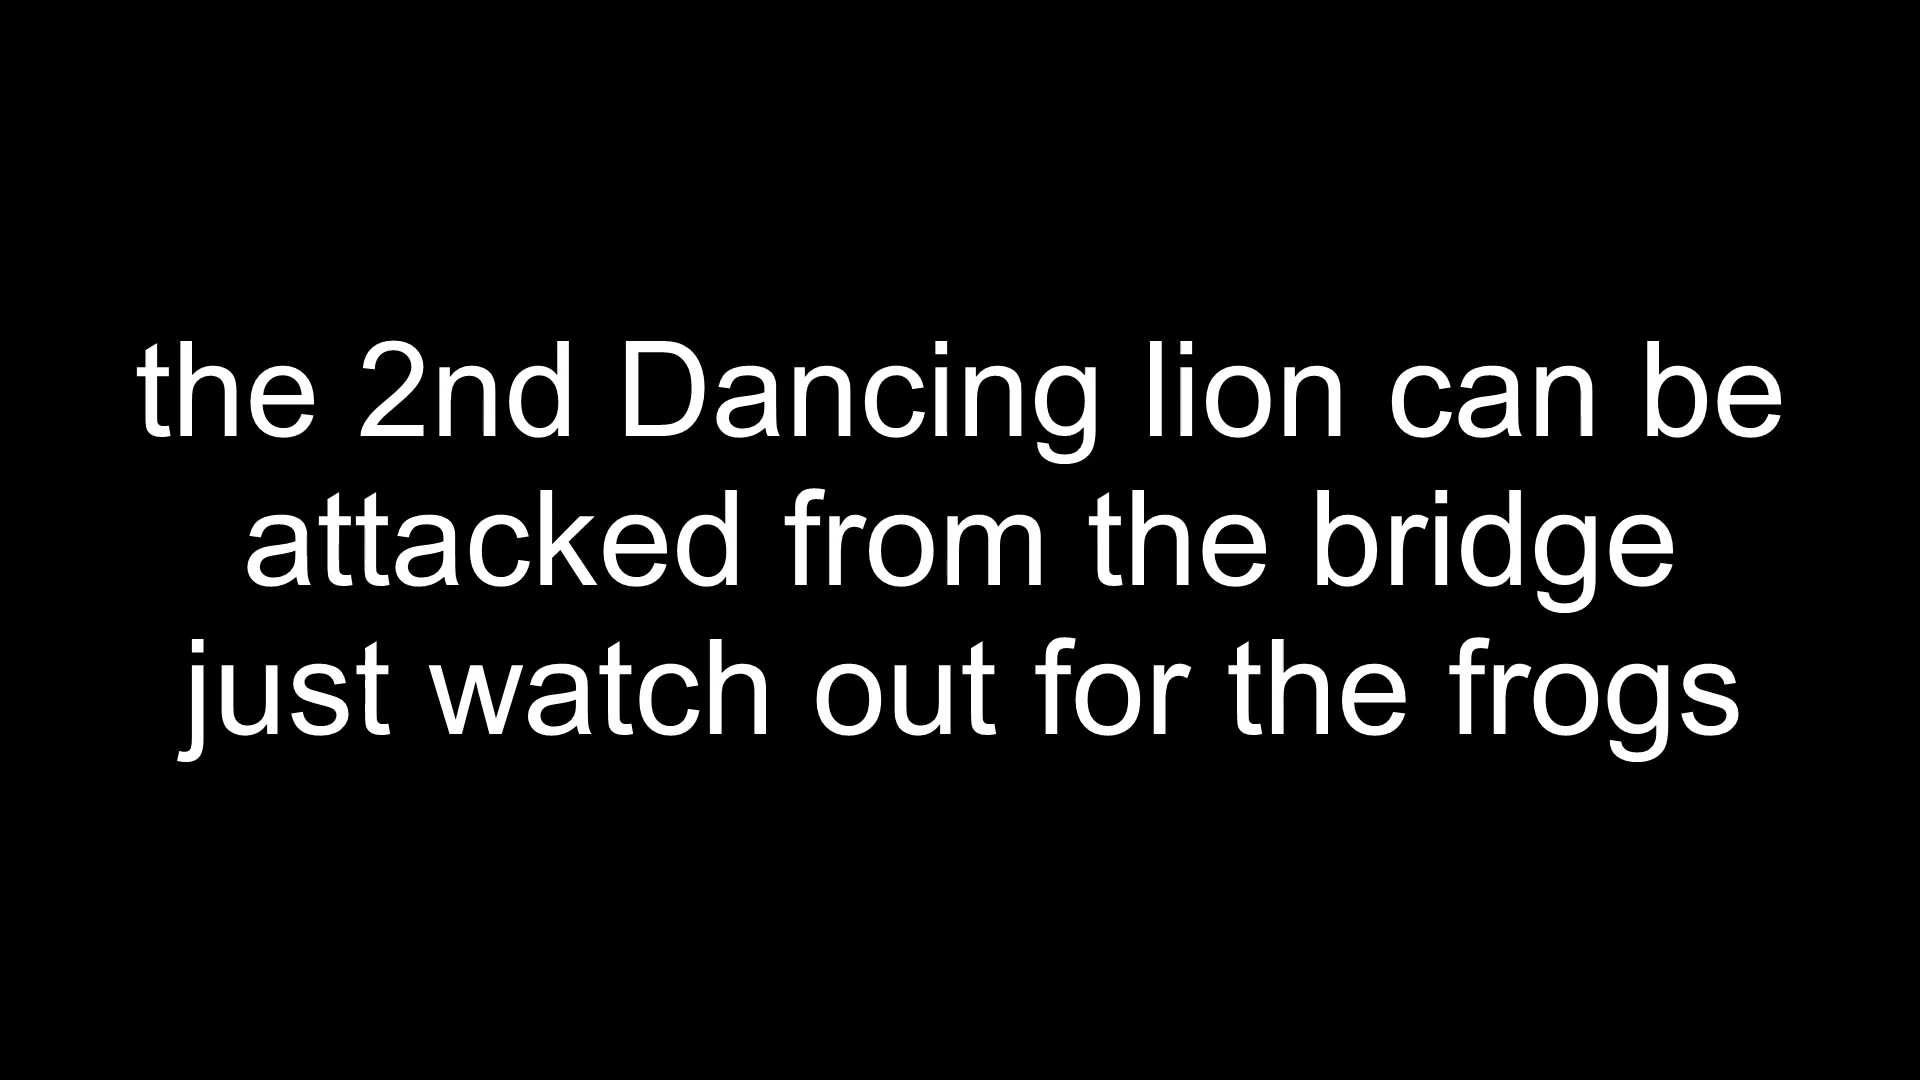 the 2nd Dancing lion can be
attacked from the bridge
just watch out for the frogs